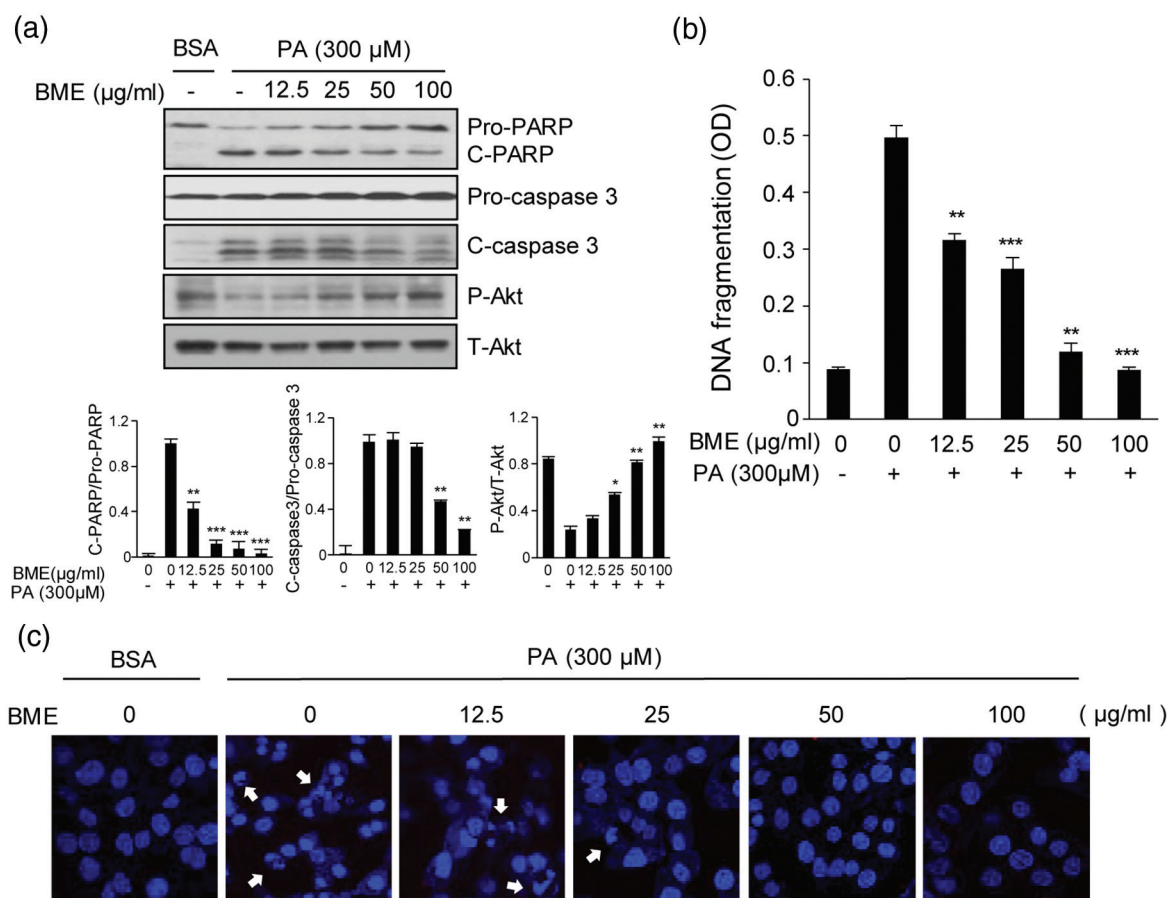 (a)
BSA PA (300 µM)
BME (µg/ml) - - 12.5 25 50 100
Pro-PARP
C-PARP
Pro-caspase 3
C-caspase 3
P-Akt
T-Akt
C-PARP/Pro-PARP
1.2
0.8
0.4
0
** *** *** ***
BME(µg/ml) 0 0 12.5 25 50 100
PA (300µM) - + + + + +
C-caspase3/Pro-caspase 3
1.2
0.8
0.4
0
** **
0 0 12.5 25 50 100
- + + + + +
P-Akt/T-Akt
1.2
0.8
0.4
0
* ** **
0 0 12.5 25 50 100
- + + + + +
(b)
DNA fragmentation (OD)
0.6
0.5
0.4
0.3
0.2
0.1
0
** *** ** ***
BME (µg/ml) 0 0 12.5 25 50 100
PA (300µM) - + + + + +
(c)
BSA PA (300 µM)
BME 0 0 12.5 25 50 100 ( µg/ml )